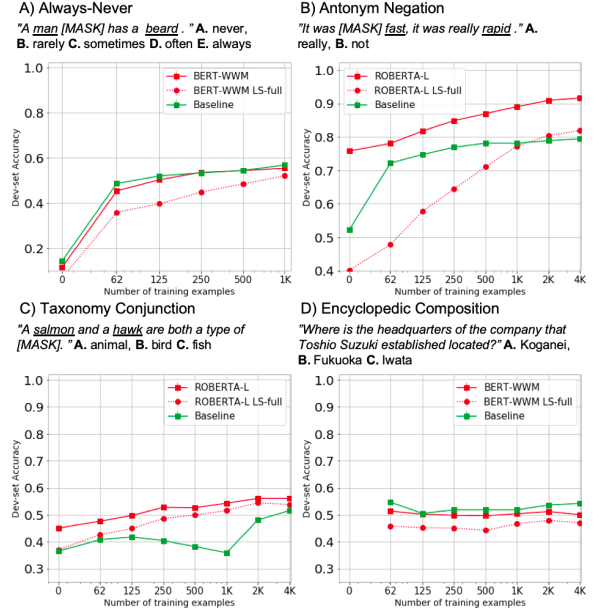 A) Always-Never
"A man [MASK] has a beard . " A. never,
B. rarely C. sometimes D. often E. always
1.0
0.8
0.6
0.4
0.2
Dev-set Accuracy
BERT-WWM
BERT-WWM LS-full
Baseline
0 62 125 250 500 1K
Number of training examples
B) Antonym Negation
"It was [MASK] fast, it was really rapid ." A.
really, B. not
1.0
0.9
0.8
0.7
0.6
0.5
0.4
Dev-set Accuracy
ROBERTA-L
ROBERTA-L LS-full
Baseline
0 62 125 250 500 1K 2K 4K
Number of training examples
C) Taxonomy Conjunction
"A salmon and a hawk are both a type of
[MASK]. " A. animal, B. bird C. fish
1.0
0.9
0.8
0.7
0.6
0.5
0.4
0.3
Dev-set Accuracy
ROBERTA-L
ROBERTA-L LS-full
Baseline
0 62 125 250 500 1K 2K 4K
Number of training examples
D) Encyclopedic Composition
"Where is the headquarters of the company that
Toshio Suzuki established located?" A. Koganei,
B. Fukuoka C. Iwata
1.0
0.9
0.8
0.7
0.6
0.5
0.4
0.3
Dev-set Accuracy
BERT-WWM
BERT-WWM LS-full
Baseline
0 62 125 250 500 1K 2K 4K
Number of training examples